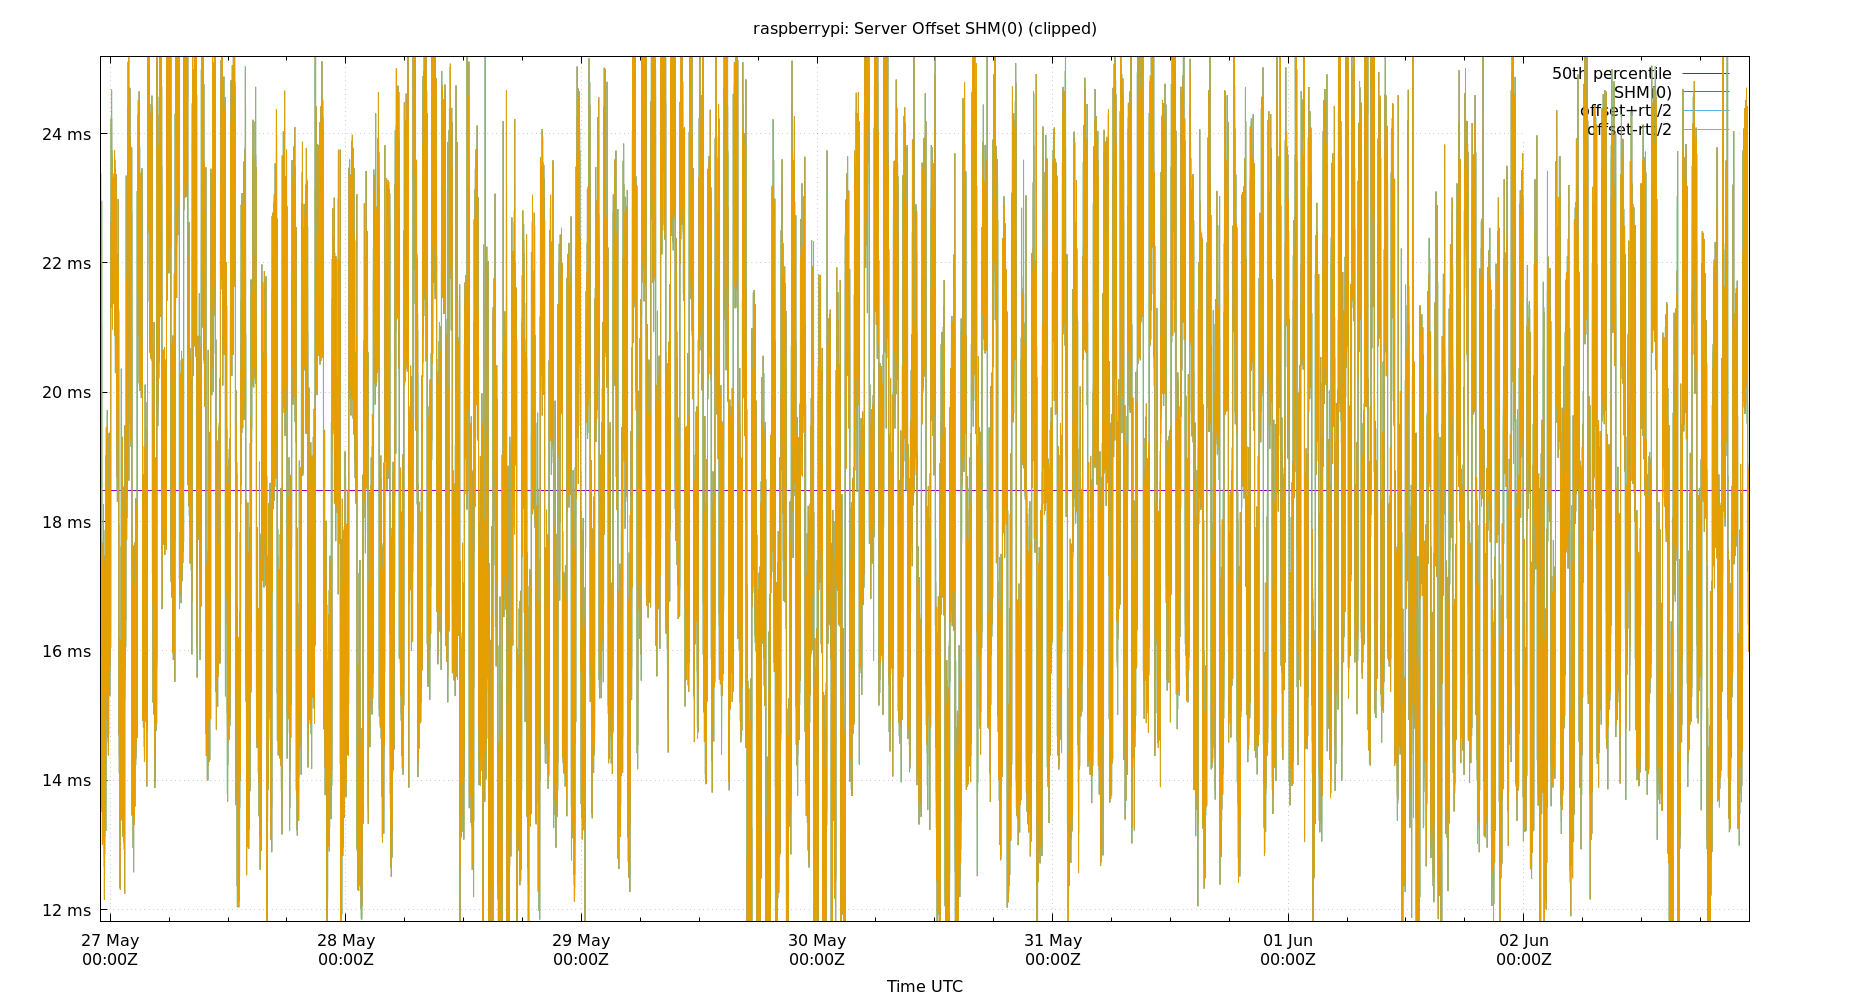 raspberrypi: Server Offset SHM(0) (clipped)
50th percentile
SHM(0)
offset+rtt/2
offset-rtt/2
24 ms
22 ms
20 ms
18 ms
16 ms
14 ms
12 ms
27 May 28 May 29 May 30 May 31 May 01 Jun 02 Jun
00:00Z 00:00Z 00:00Z 00:00Z 00:00Z 00:00Z 00:00Z
Time UTC